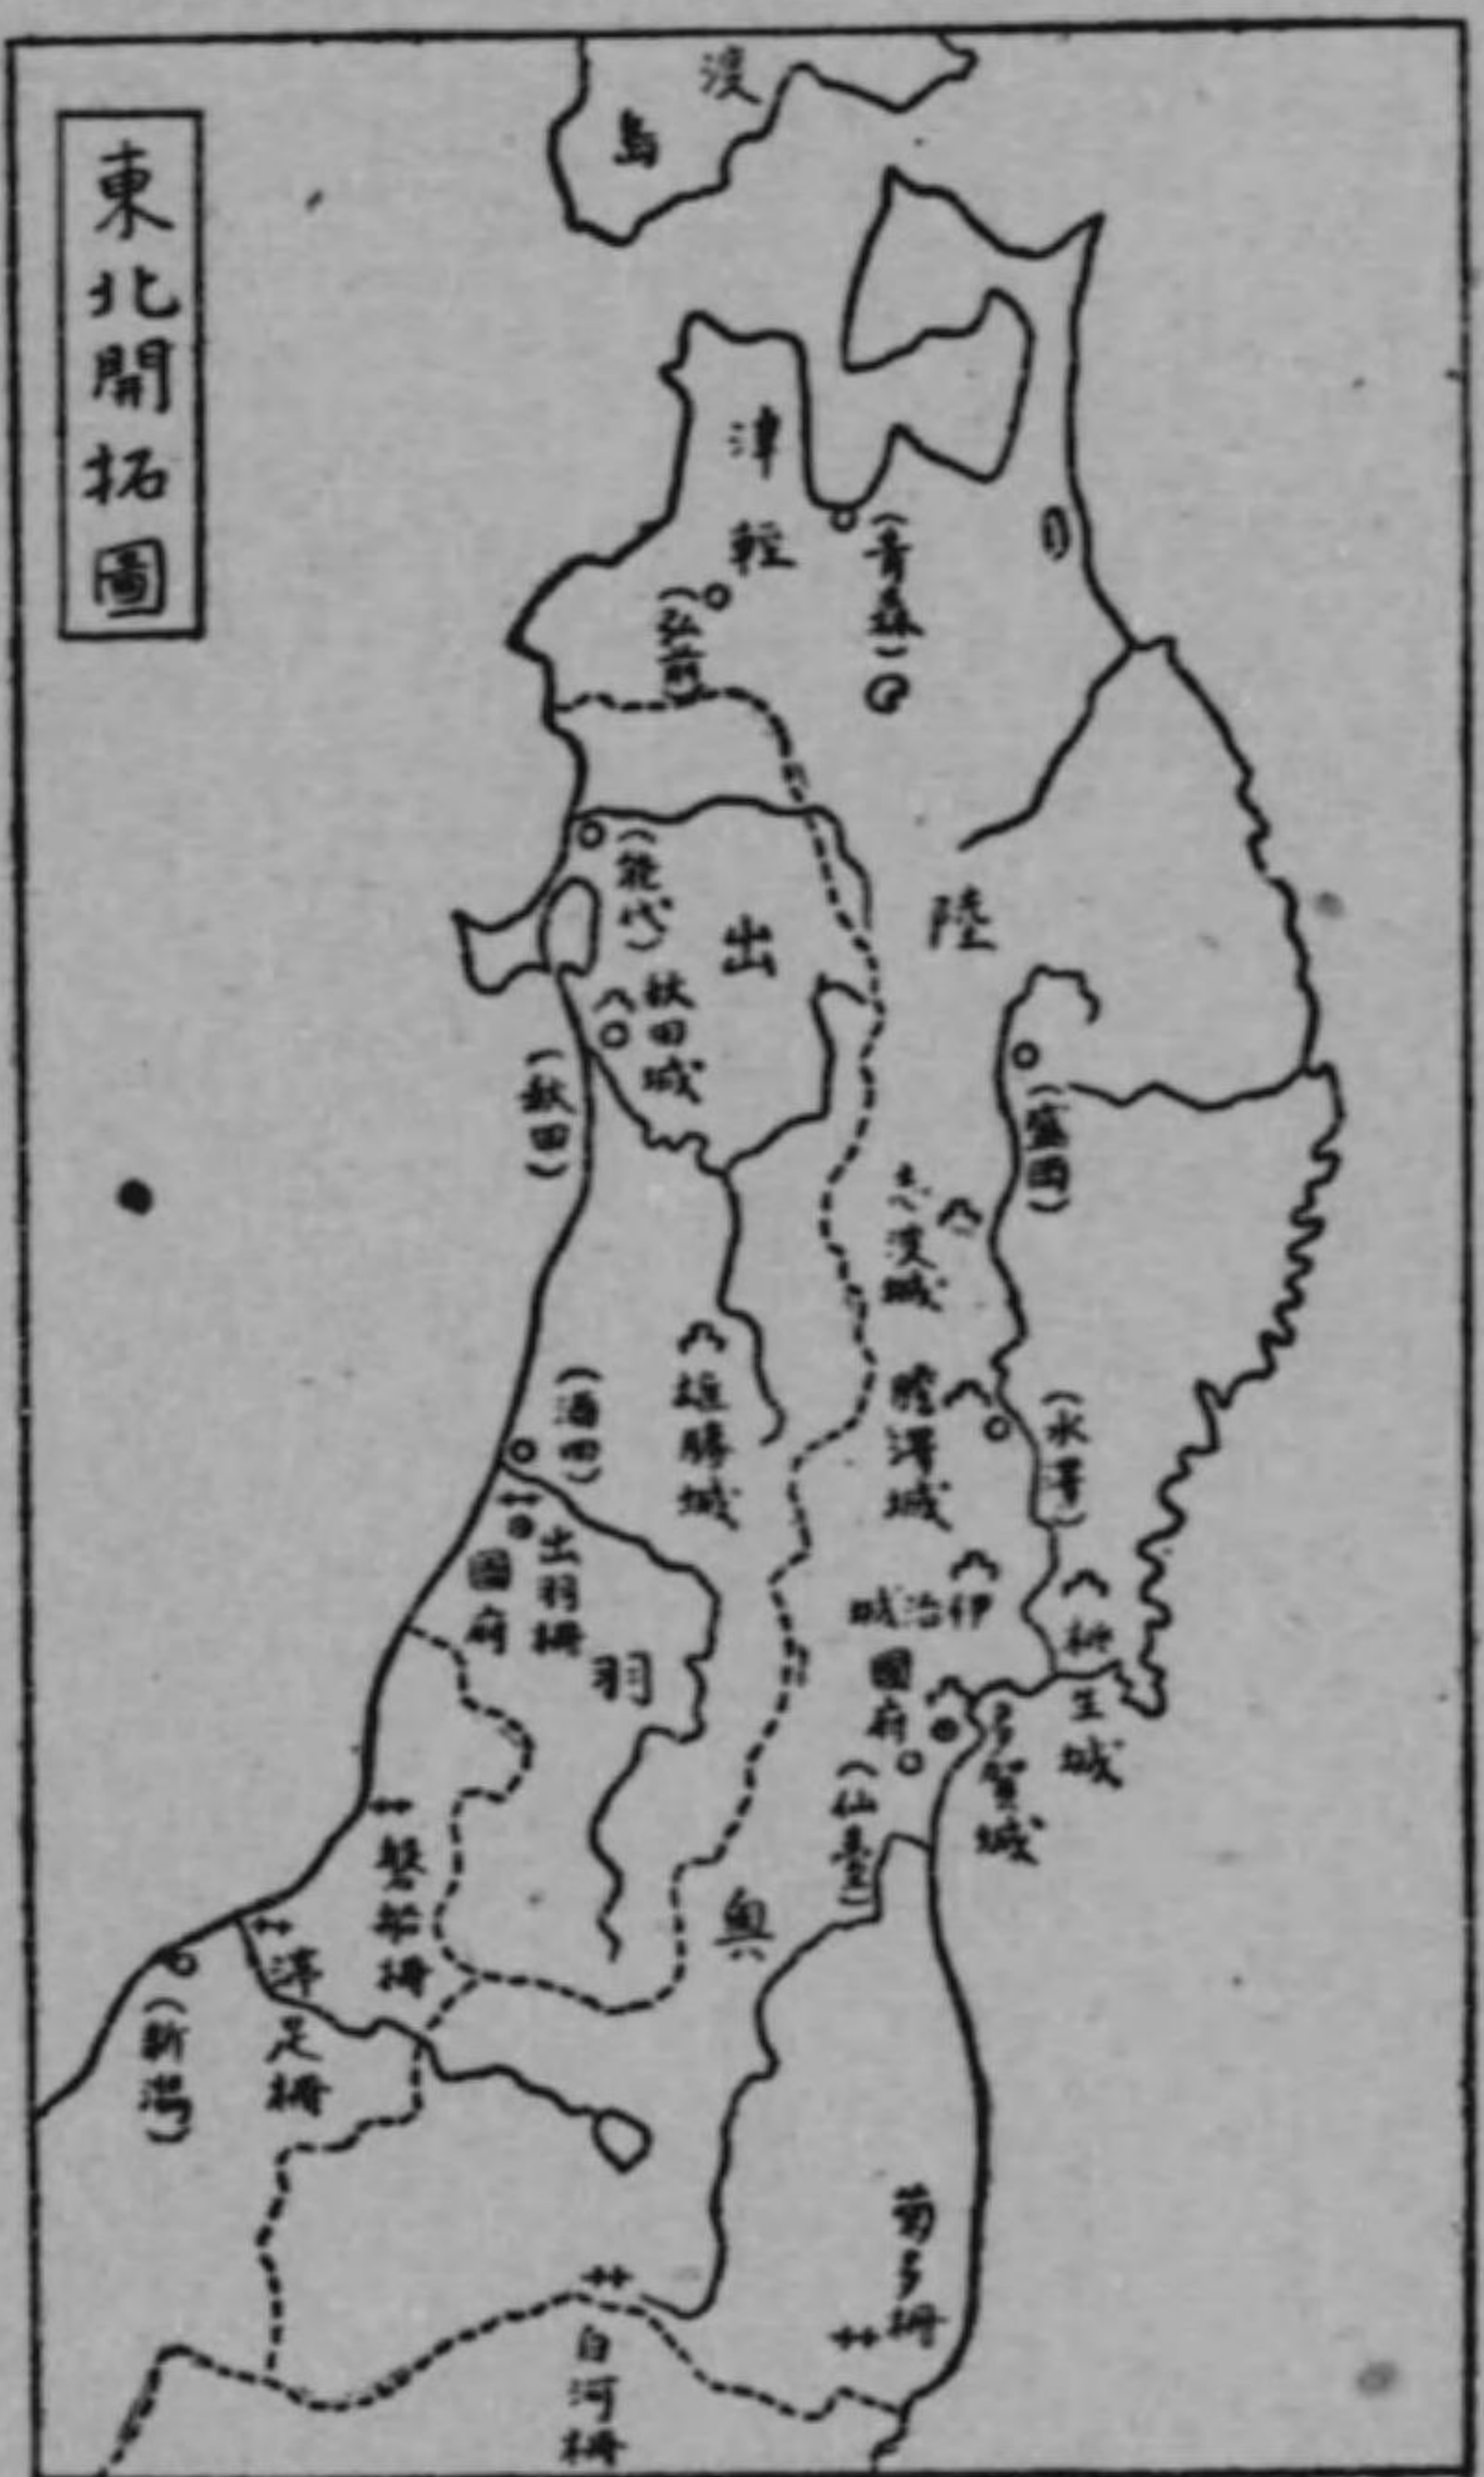 東北開拓圖
渡島
津輕
(青森)
(弘前)
(能代)
出羽
陸奥
秋田城
(秋田)
(盛岡)
志波城
雄勝城
膽澤城
(水澤)
(酒田)
出羽柵
國府
伊治城
桃生城
國府
多賀城
(仙臺)
磐船柵
渟足柵
(新潟)
菊多柵
白河柵